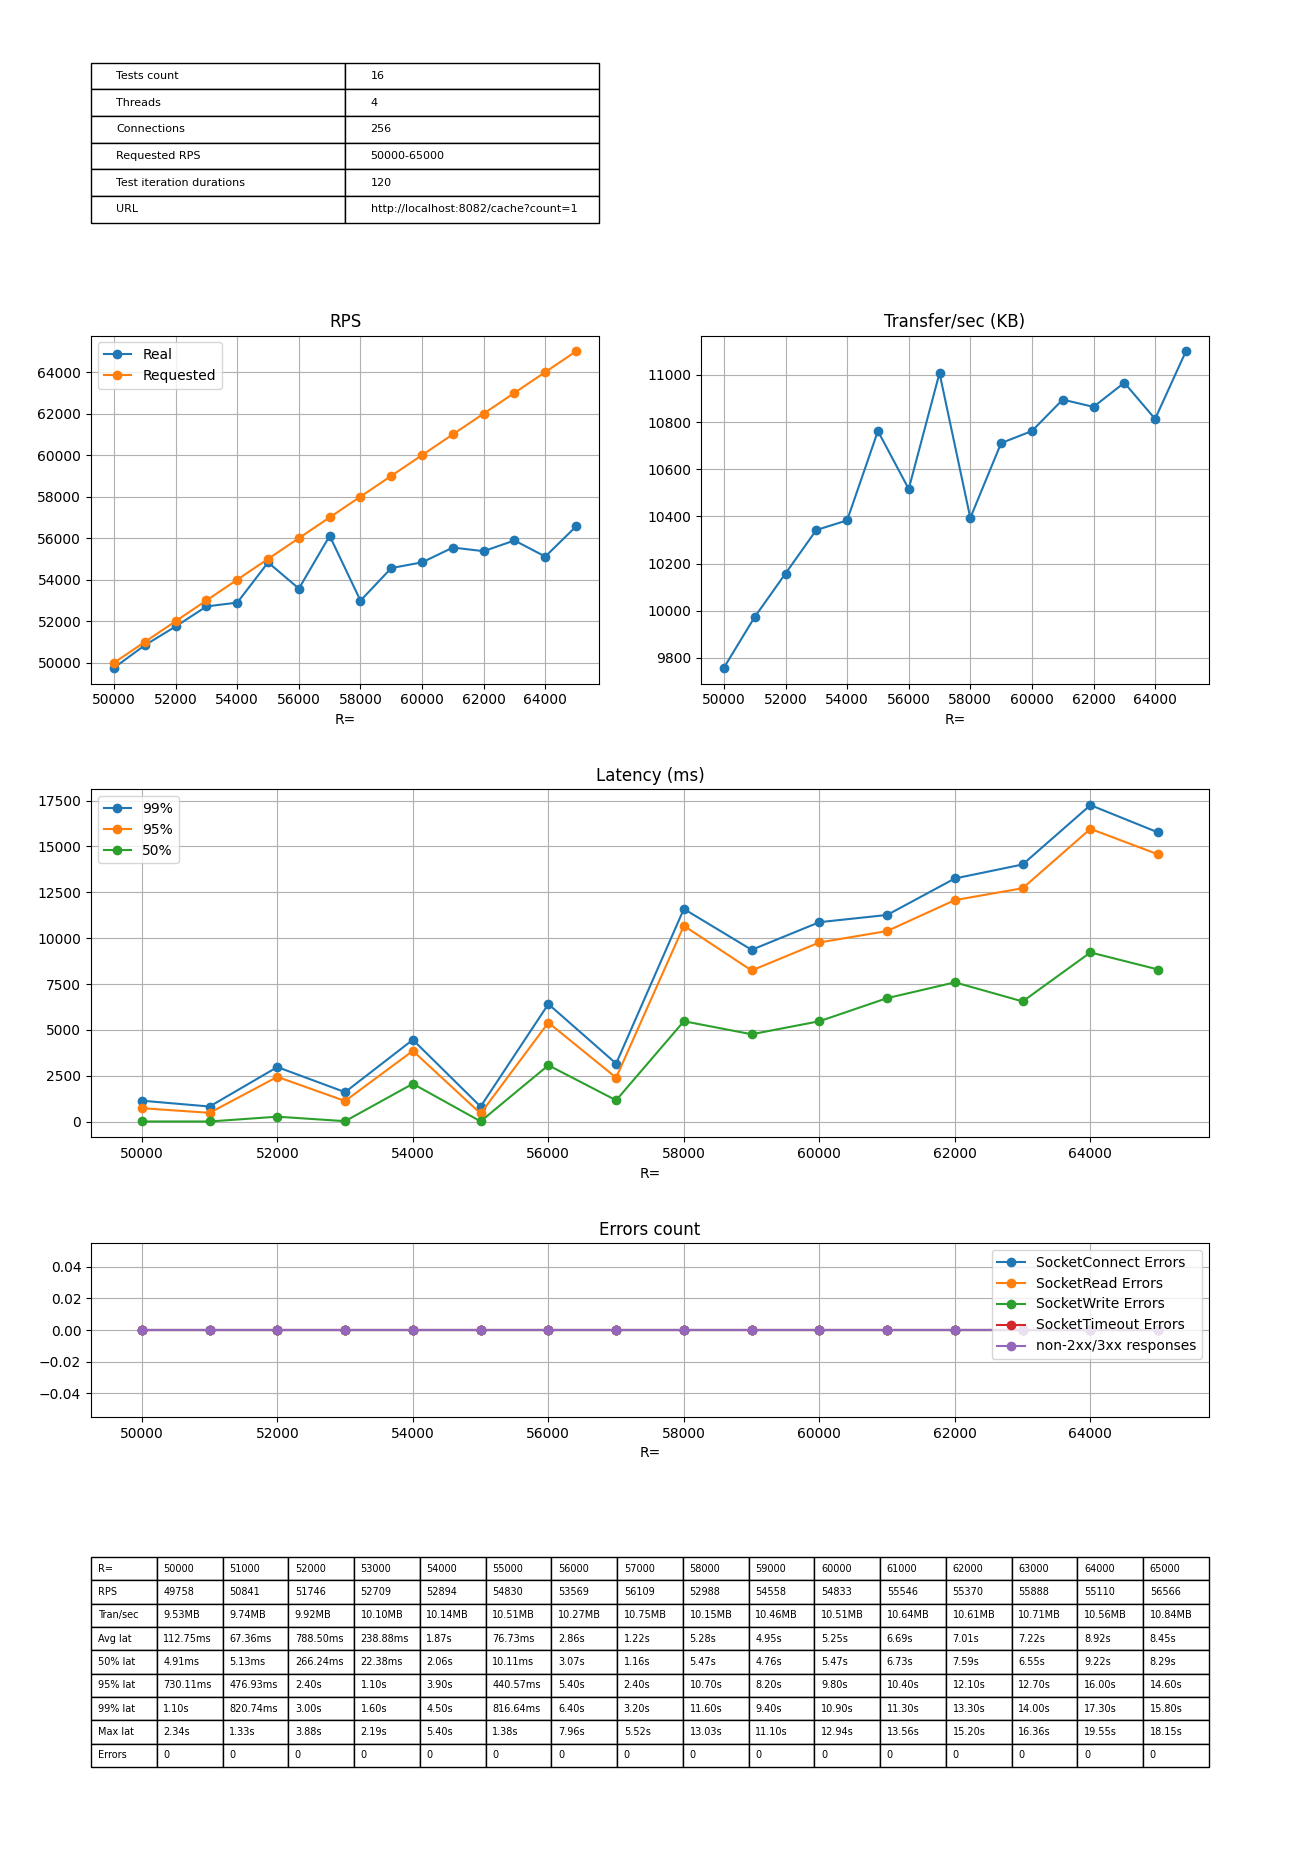 Tests count 16
Threads 4
Connections 256
Requested RPS 50000-65000
Test iteration durations 120
URL http://localhost:8082/cache?count=1
RPS
Real
Requested
64000
62000
60000
58000
56000
54000
52000
50000
50000 52000 54000 56000 58000 60000 62000 64000
R=
Transfer/sec (KB)
11000
10800
10600
10400
10200
10000
9800
50000 52000 54000 56000 58000 60000 62000 64000
R=
Latency (ms)
99%
95%
50%
17500
15000
12500
10000
7500
5000
2500
0
50000 52000 54000 56000 58000 60000 62000 64000
R=
Errors count
SocketConnect Errors
SocketRead Errors
SocketWrite Errors
SocketTimeout Errors
non-2xx/3xx responses
0.04
0.02
0.00
−0.02
−0.04
50000 52000 54000 56000 58000 60000 62000 64000
R=
R= 50000 51000 52000 53000 54000 55000 56000 57000 58000 59000 60000 61000 62000 63000 64000 65000
RPS 49758 50841 51746 52709 52894 54830 53569 56109 52988 54558 54833 55546 55370 55888 55110 56566
Tran/sec 9.53MB 9.74MB 9.92MB 10.10MB 10.14MB 10.51MB 10.27MB 10.75MB 10.15MB 10.46MB 10.51MB 10.64MB 10.61MB 10.71MB 10.56MB 10.84MB
Avg lat 112.75ms 67.36ms 788.50ms 238.88ms 1.87s 76.73ms 2.86s 1.22s 5.28s 4.95s 5.25s 6.69s 7.01s 7.22s 8.92s 8.45s
50% lat 4.91ms 5.13ms 266.24ms 22.38ms 2.06s 10.11ms 3.07s 1.16s 5.47s 4.76s 5.47s 6.73s 7.59s 6.55s 9.22s 8.29s
95% lat 730.11ms 476.93ms 2.40s 1.10s 3.90s 440.57ms 5.40s 2.40s 10.70s 8.20s 9.80s 10.40s 12.10s 12.70s 16.00s 14.60s
99% lat 1.10s 820.74ms 3.00s 1.60s 4.50s 816.64ms 6.40s 3.20s 11.60s 9.40s 10.90s 11.30s 13.30s 14.00s 17.30s 15.80s
Max lat 2.34s 1.33s 3.88s 2.19s 5.40s 1.38s 7.96s 5.52s 13.03s 11.10s 12.94s 13.56s 15.20s 16.36s 19.55s 18.15s
Errors 0 0 0 0 0 0 0 0 0 0 0 0 0 0 0 0